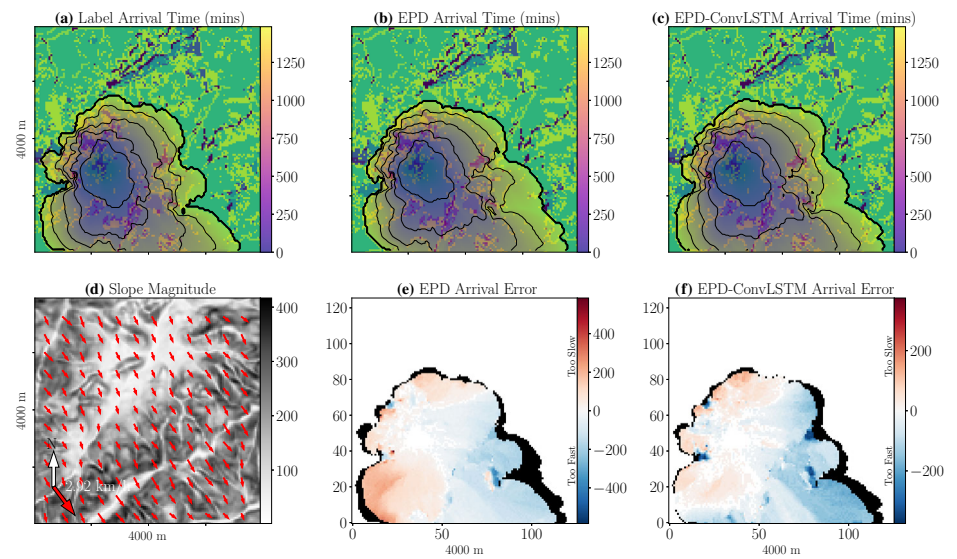 (a) Label Arrival Time (mins)
(b) EPD Arrival Time (mins)
(c) EPD-ConvLSTM Arrival Time (mins)
4000 m
1250
1000
750
500
250
0
1250
1000
750
500
250
0
1250
1000
750
500
250
0
(d) Slope Magnitude
(e) EPD Arrival Error
(f) EPD-ConvLSTM Arrival Error
4000 m
N
2.92 km
4000 m
400
300
200
100
120
100
80
60
40
20
0
0
50
100
4000 m
Too Slow
Too Fast
400
200
0
−200
−400
120
100
80
60
40
20
0
0
50
100
4000 m
Too Slow
Too Fast
200
0
−200